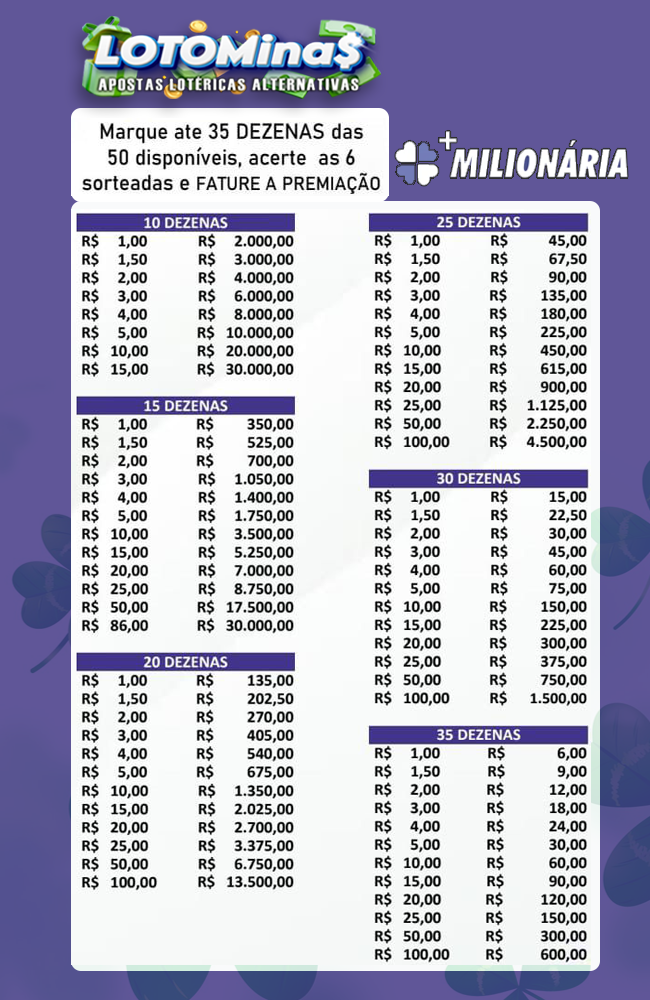 LOTOMina$
APOSTAS LOTÉRICAS ALTERNATIVAS
Marque ate 35 DEZENAS das
50 disponíveis, acerte as 6
sorteadas e FATURE A PREMIAÇÃO
+MILIONÁRIA
10 DEZENAS
R$ 1,00 R$ 2.000,00
R$ 1,50 R$ 3.000,00
R$ 2,00 R$ 4.000,00
R$ 3,00 R$ 6.000,00
R$ 4,00 R$ 8.000,00
R$ 5,00 R$ 10.000,00
R$ 10,00 R$ 20.000,00
R$ 15,00 R$ 30.000,00
15 DEZENAS
R$ 1,00 R$ 350,00
R$ 1,50 R$ 525,00
R$ 2,00 R$ 700,00
R$ 3,00 R$ 1.050,00
R$ 4,00 R$ 1.400,00
R$ 5,00 R$ 1.750,00
R$ 10,00 R$ 3.500,00
R$ 15,00 R$ 5.250,00
R$ 20,00 R$ 7.000,00
R$ 25,00 R$ 8.750,00
R$ 50,00 R$ 17.500,00
R$ 86,00 R$ 30.000,00
20 DEZENAS
R$ 1,00 R$ 135,00
R$ 1,50 R$ 202,50
R$ 2,00 R$ 270,00
R$ 3,00 R$ 405,00
R$ 4,00 R$ 540,00
R$ 5,00 R$ 675,00
R$ 10,00 R$ 1.350,00
R$ 15,00 R$ 2.025,00
R$ 20,00 R$ 2.700,00
R$ 25,00 R$ 3.375,00
R$ 50,00 R$ 6.750,00
R$ 100,00 R$ 13.500,00
25 DEZENAS
R$ 1,00 R$ 45,00
R$ 1,50 R$ 67,50
R$ 2,00 R$ 90,00
R$ 3,00 R$ 135,00
R$ 4,00 R$ 180,00
R$ 5,00 R$ 225,00
R$ 10,00 R$ 450,00
R$ 15,00 R$ 615,00
R$ 20,00 R$ 900,00
R$ 25,00 R$ 1.125,00
R$ 50,00 R$ 2.250,00
R$ 100,00 R$ 4.500,00
30 DEZENAS
R$ 1,00 R$ 15,00
R$ 1,50 R$ 22,50
R$ 2,00 R$ 30,00
R$ 3,00 R$ 45,00
R$ 4,00 R$ 60,00
R$ 5,00 R$ 75,00
R$ 10,00 R$ 150,00
R$ 15,00 R$ 225,00
R$ 20,00 R$ 300,00
R$ 25,00 R$ 375,00
R$ 50,00 R$ 750,00
R$ 100,00 R$ 1.500,00
35 DEZENAS
R$ 1,00 R$ 6,00
R$ 1,50 R$ 9,00
R$ 2,00 R$ 12,00
R$ 3,00 R$ 18,00
R$ 4,00 R$ 24,00
R$ 5,00 R$ 30,00
R$ 10,00 R$ 60,00
R$ 15,00 R$ 90,00
R$ 20,00 R$ 120,00
R$ 25,00 R$ 150,00
R$ 50,00 R$ 300,00
R$ 100,00 R$ 600,00